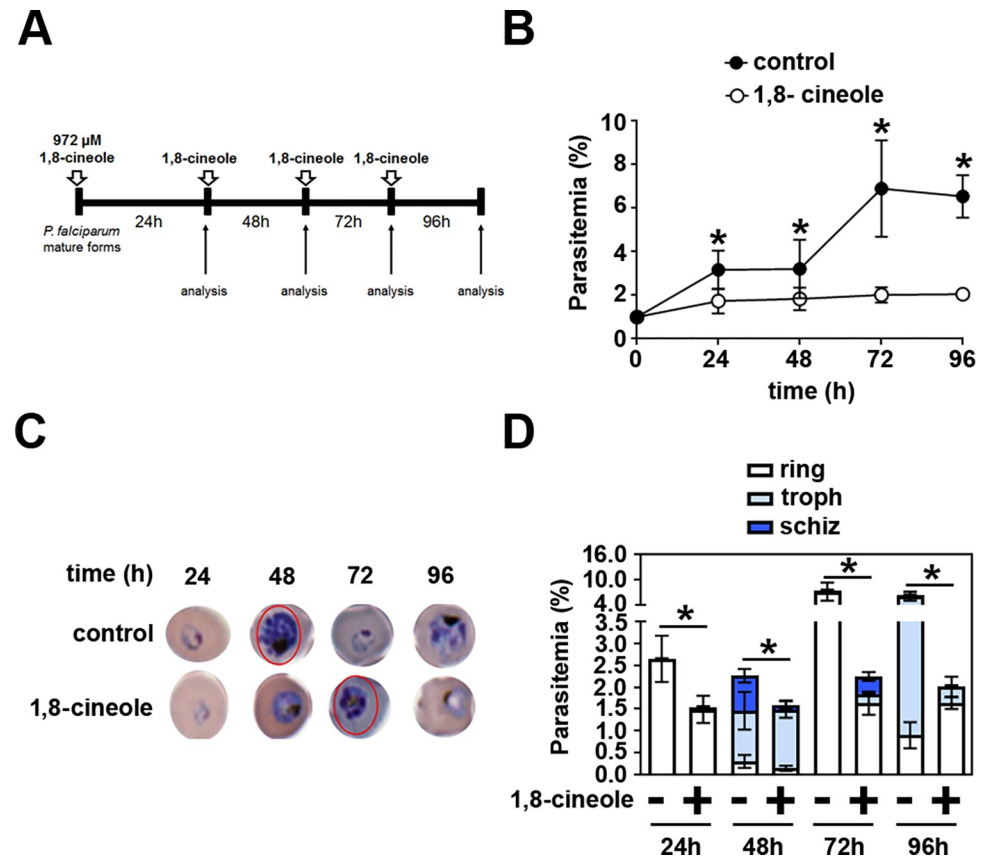 A
972 µM
1,8-cineole
1,8-cineole
1,8-cineole
1,8-cineole
24h
48h
72h
96h
P. falciparum
mature forms
analysis
analysis
analysis
analysis
B
control
1,8- cineole
Parasitemia (%)
10
8
6
4
2
0
*
*
*
*
0
24
48
72
96
time (h)
C
time (h)
24
48
72
96
control
1,8-cineole
D
ring
troph
schiz
Parasitemia (%)
16.0
10.0
4.0
3.5
3.0
2.5
2.0
1.5
1.0
0.5
0.0
*
*
*
*
1,8-cineole - + - + - + - +
24h
48h
72h
96h